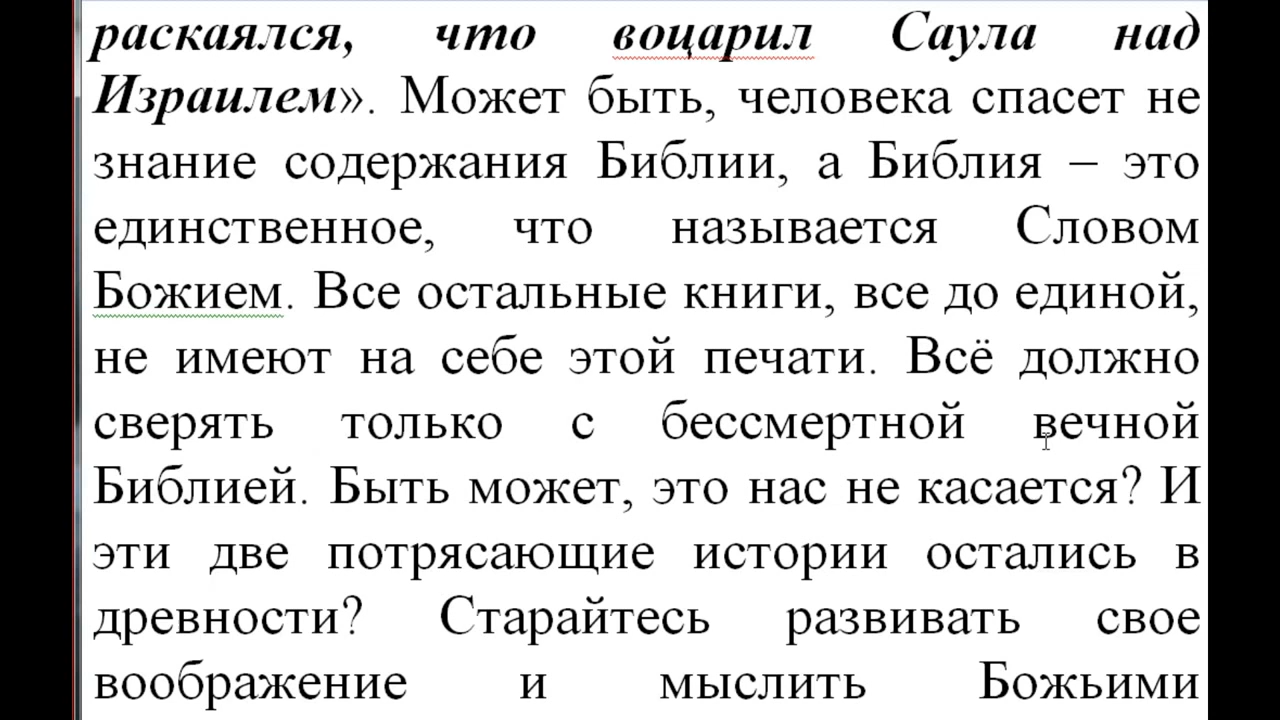 раскаялся, что воцарил Саула над
Израилем». Может быть, человека спасет не
знание содержания Библии, а Библия – это
единственное, что называется Словом
Божием. Все остальные книги, все до единой,
не имеют на себе этой печати. Всё должно
сверять только с бессмертной вечной
Библией. Быть может, это нас не касается? И
эти две потрясающие истории остались в
древности? Старайтесь развивать свое
воображение и мыслить Божьими